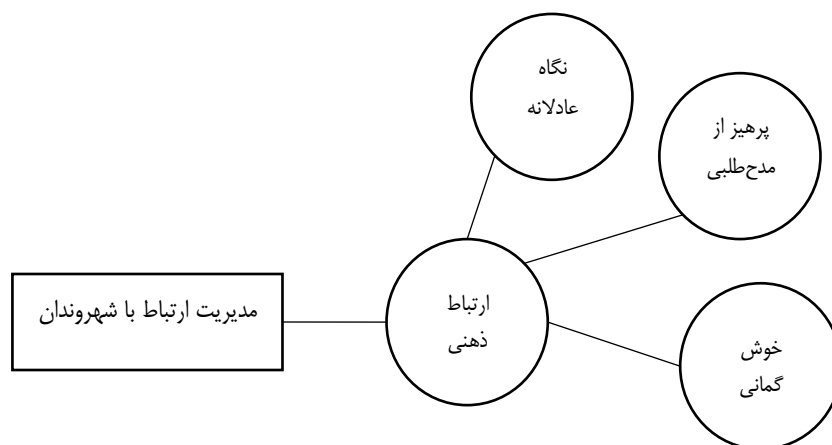 نگاه
عادلانه
پرهیز از
مدح‌طلبی
مدیریت ارتباط با شهروندان
ارتباط
ذهنی
خوش
گمانی